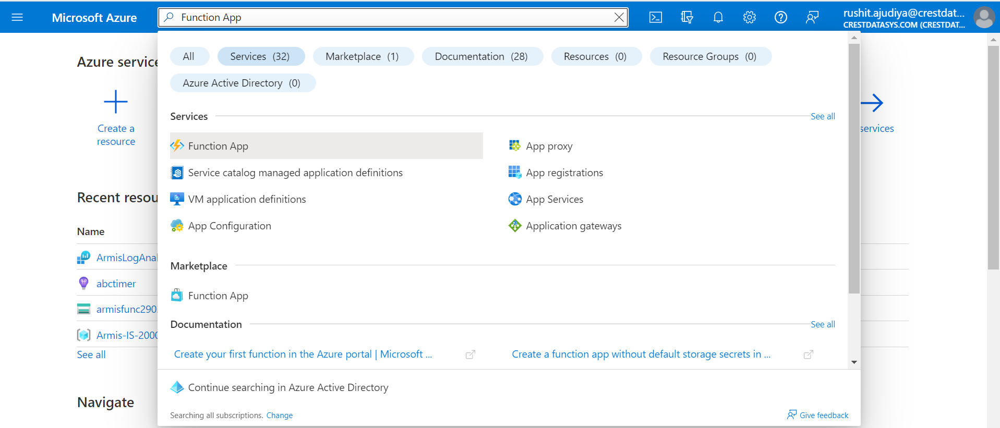 Microsoft Azure
Function App
rushit.ajudiya@crestdat...
CRESTDATASYS.COM (CRESTDAT...
All
Services (32)
Marketplace (1)
Documentation (28)
Resources (0)
Resource Groups (0)
Azure Active Directory (0)
Azure service
Create a
resource
services
Services
See all
Function App
App proxy
Service catalog managed application definitions
App registrations
VM application definitions
App Services
App Configuration
Application gateways
Recent resou
Name
ArmisLogAnal
abctimer
armisfunc290
Armis-IS-2000
See all
Marketplace
Function App
Documentation
See all
Create your first function in the Azure portal | Microsoft ...
Create a function app without default storage secrets in ...
Continue searching in Azure Active Directory
Navigate
Searching all subscriptions. Change
Give feedback